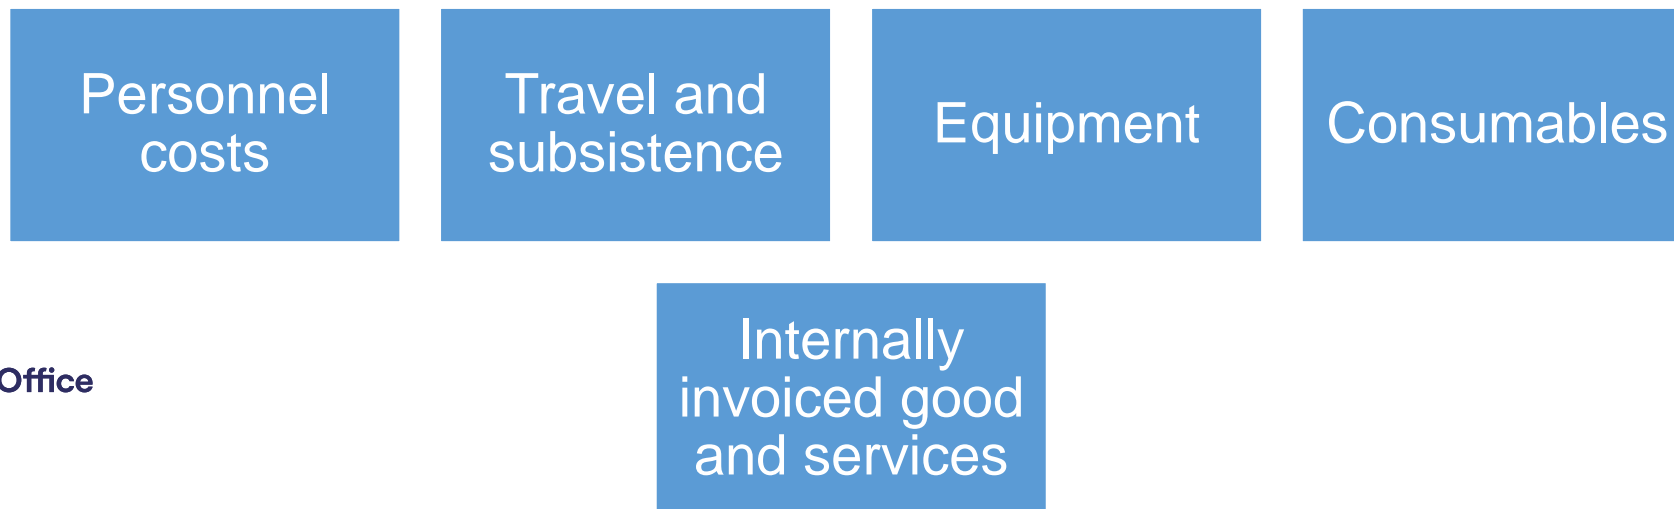 Personnel
costs
Travel and
subsistence
Equipment
Consumables
Internally
invoiced good
and services
Office